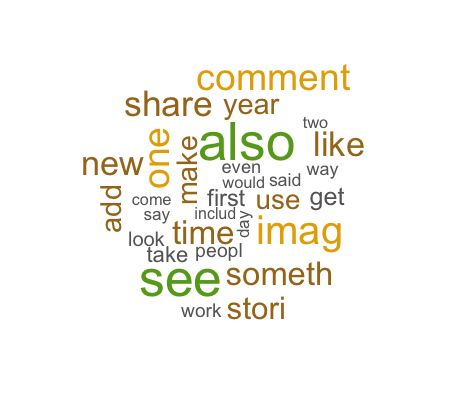 comment
share year
two
also like
one
make
new even way
would said
add first use get
come
say includ
day
look time imag
take peopl
see someth
work stori